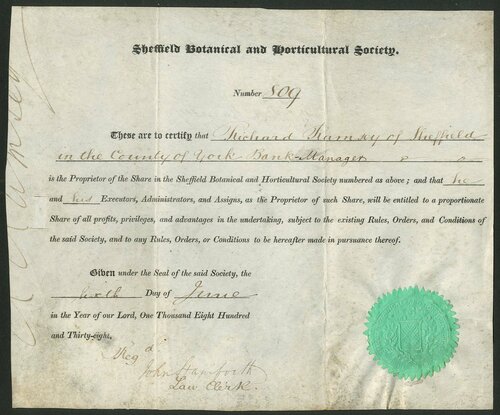 Sheffield Botanical and Horticultural Society.
Number 809
These are to certify that Richard Ramsey of Sheffield
in the County of York Bank-Manager
is the Proprietor of the Share in the Sheffield Botanical and Horticultural Society numbered as above; and that he
and his Executors, Administrators, and Assigns, as the Proprietor of such Share, will be entitled to a proportionate
Share of all profits, privileges, and advantages in the undertaking, subject to the existing Rules, Orders, and Conditions of
the said Society, and to any Rules, Orders, or Conditions to be hereafter made in pursuance thereof.
Given under the Seal of the said Society, the
Day of June
in the Year of our Lord, One Thousand Eight Hundred
and Thirty-eight.
Reg d
John Staniforth
Law Clerk.